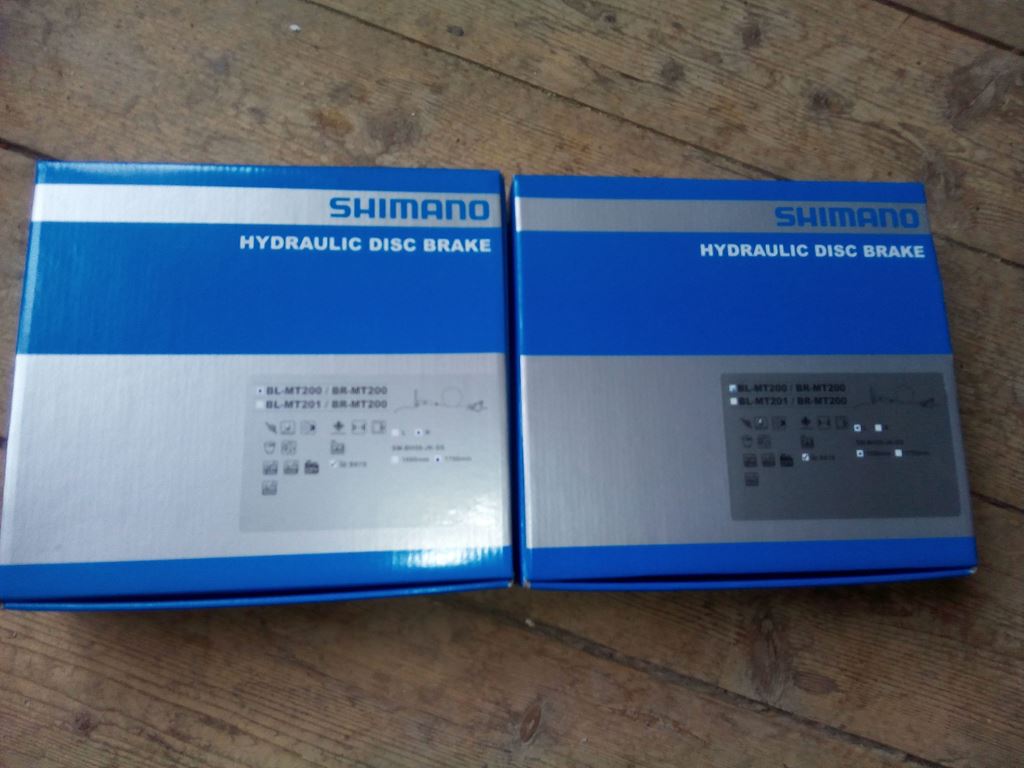 SHIMANO
HYDRAULIC DISC BRAKE
BL-MT200 / BR-MT200
BL-MT201 / BR-MT200
L R
1700mm
SHIMANO
HYDRAULIC DISC BRAKE
BL-MT200 / BR-MT200
BL-MT201 / BR-MT200